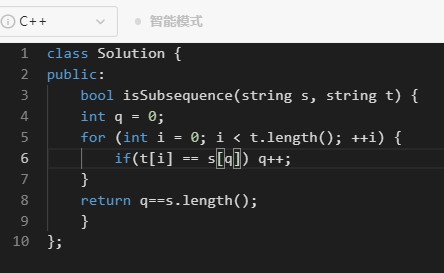 C++ 智能模式
1 class Solution {
2 public:
3     bool isSubsequence(string s, string t) {
4     int q = 0;
5     for (int i = 0; i < t.length(); ++i) {
6         if(t[i] == s[q]) q++;
7     }
8     return q==s.length();
9     }
10 };